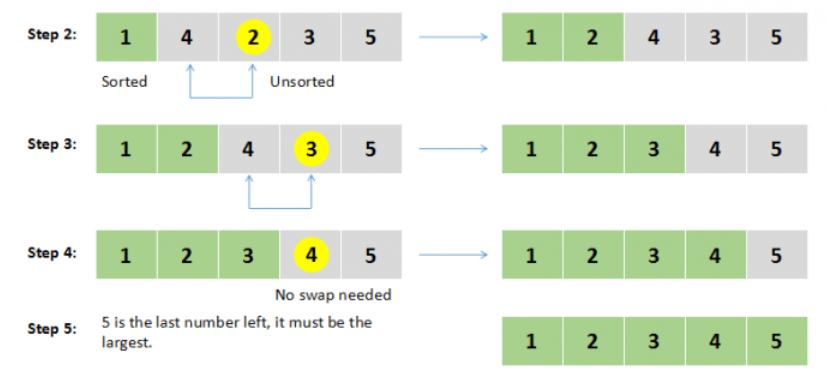 Step 2: 1 4 2 3 5 1 2 4 3 5
Sorted Unsorted
Step 3: 1 2 4 3 5 1 2 3 4 5
Step 4: 1 2 3 4 5 1 2 3 4 5
No swap needed
Step 5: 5 is the last number left, it must be the
largest.
1 2 3 4 5